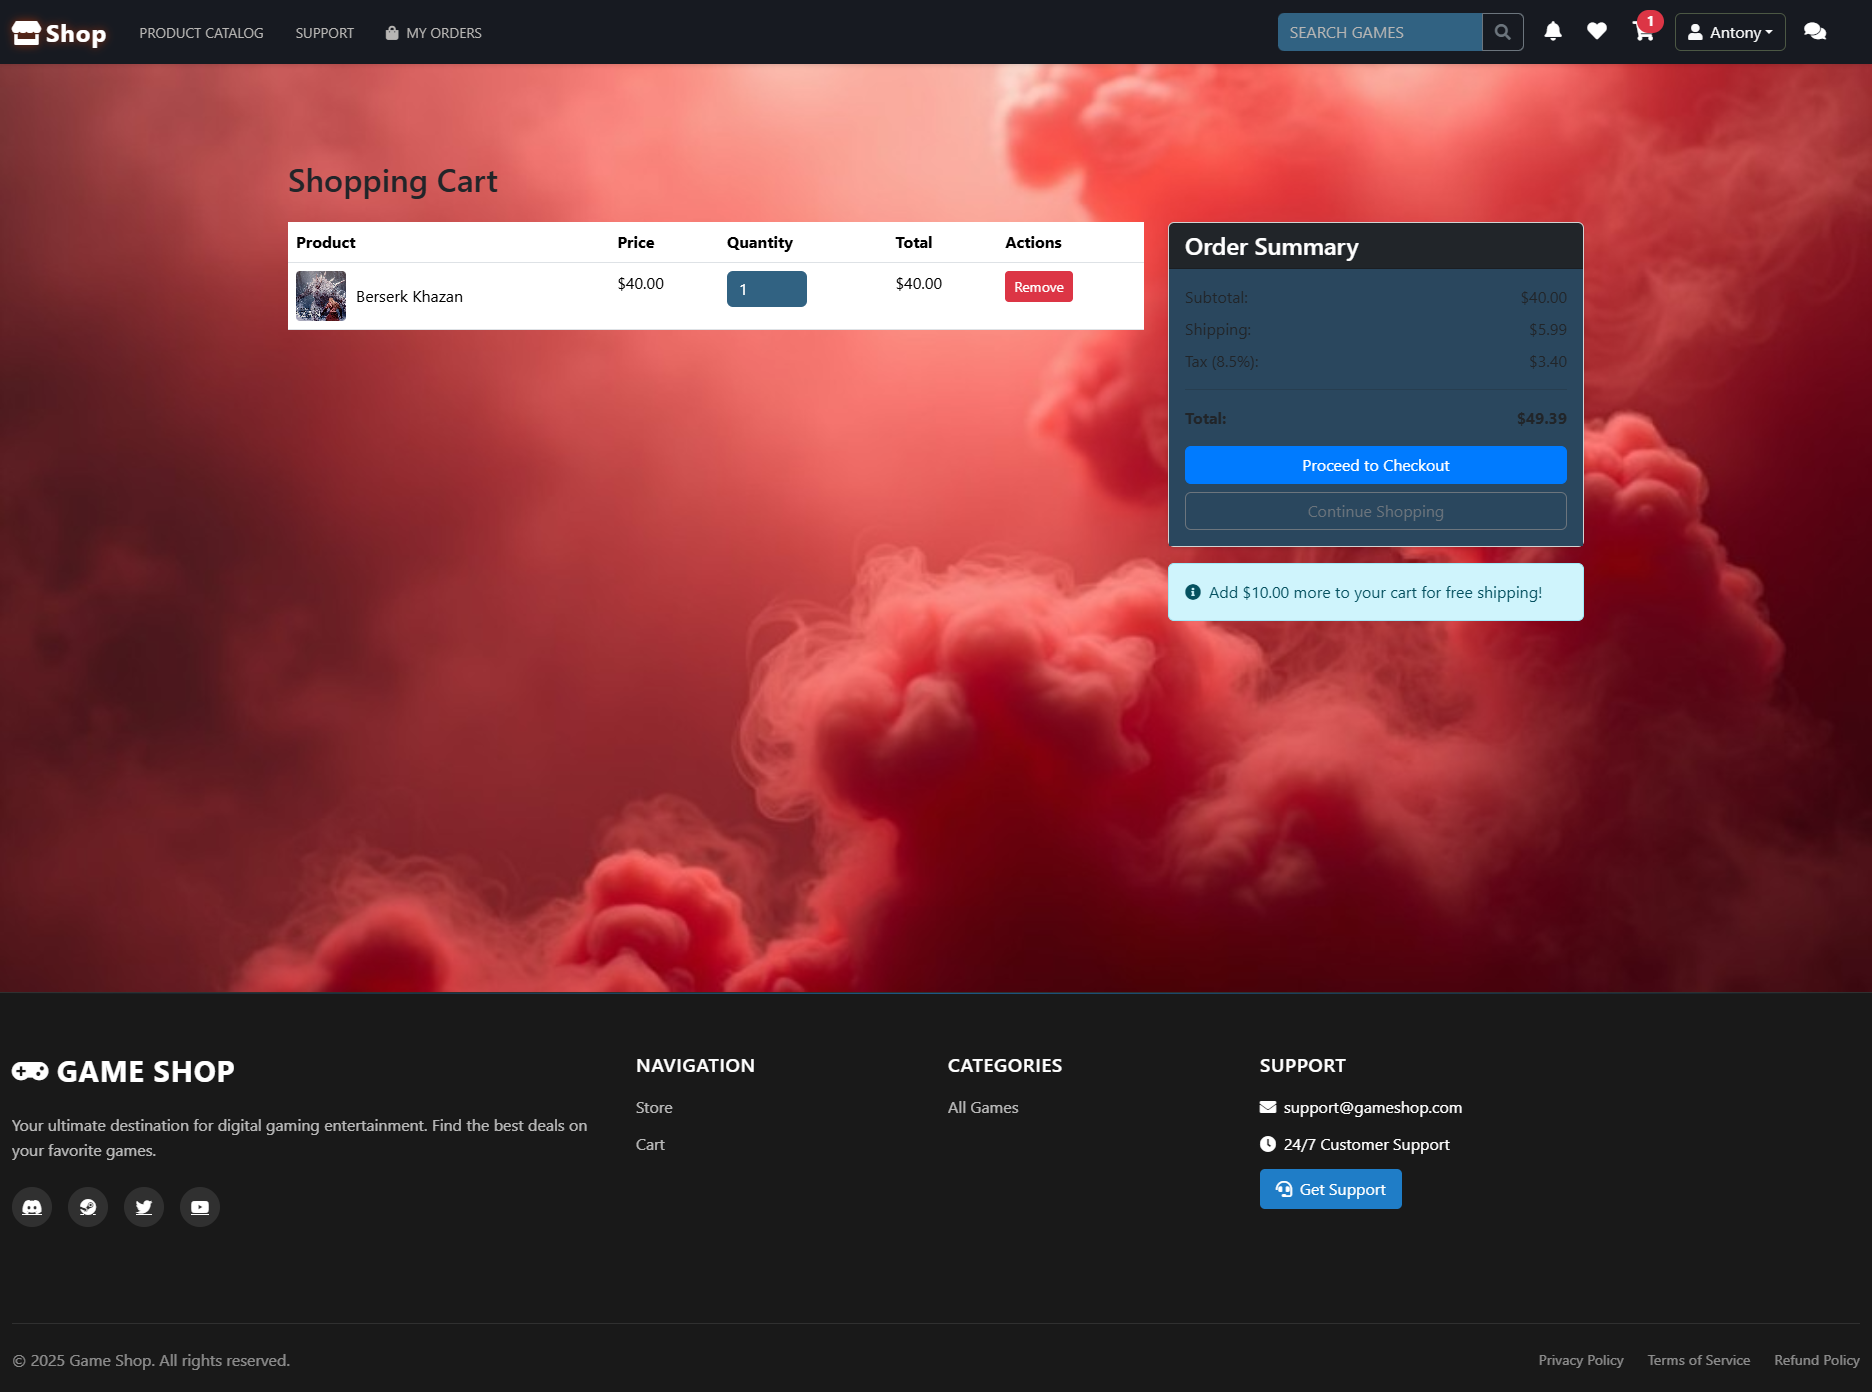 Shop
PRODUCT CATALOG
SUPPORT
MY ORDERS
SEARCH GAMES
1
Antony
Shopping Cart
Product Price Quantity Total Actions
Berserk Khazan $40.00 1 $40.00 Remove
Order Summary
Subtotal: $40.00
Shipping: $5.99
Tax (8.5%): $3.40
Total: $49.39
Proceed to Checkout
Continue Shopping
Add $10.00 more to your cart for free shipping!
GAME SHOP
Your ultimate destination for digital gaming entertainment. Find the best deals on
your favorite games.
NAVIGATION
Store
Cart
CATEGORIES
All Games
SUPPORT
support@gameshop.com
24/7 Customer Support
Get Support
© 2025 Game Shop. All rights reserved.
Privacy Policy
Terms of Service
Refund Policy